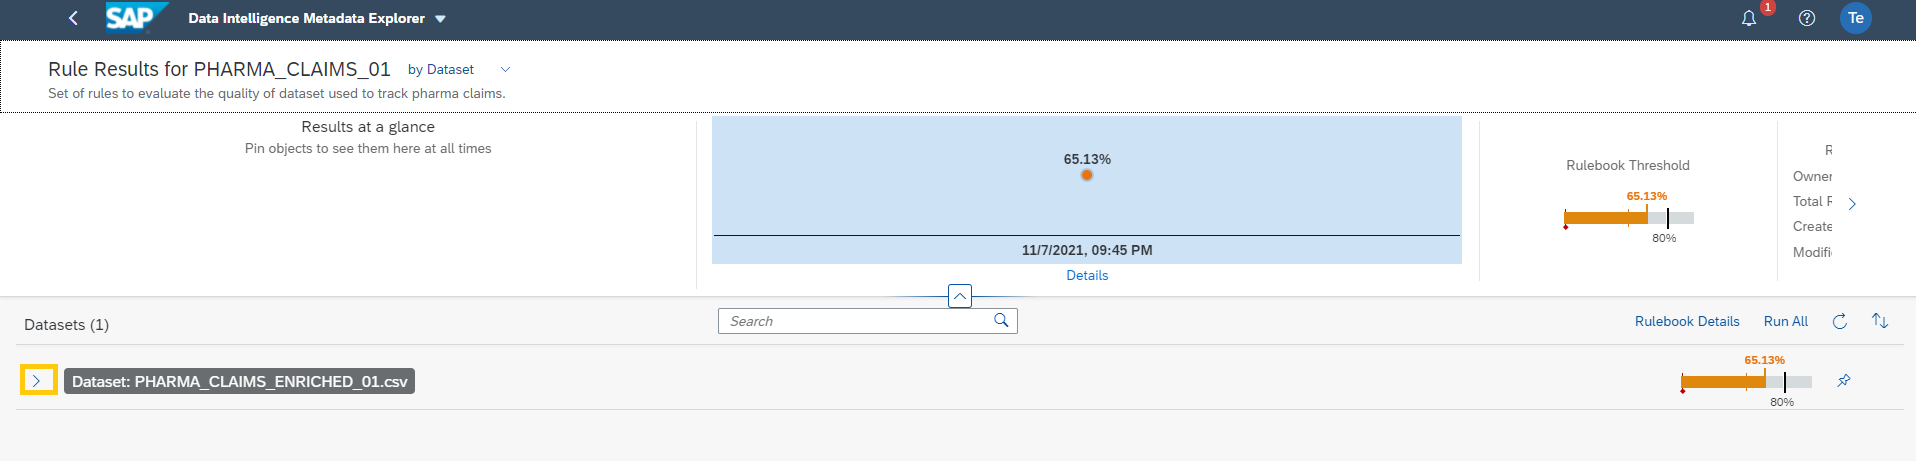 SAP Data Intelligence Metadata Explorer 1 Te
Rule Results for PHARMA_CLAIMS_01 by Dataset
Set of rules to evaluate the quality of dataset used to track pharma claims.
Results at a glance
Pin objects to see them here at all times
65.13%
11/7/2021, 09:45 PM
Details
Rulebook Threshold
65.13%
80%
R
Owner
Total R
Create
Modifi
Datasets (1) Search Rulebook Details Run All
Dataset: PHARMA_CLAIMS_ENRICHED_01.csv
65.13%
80%